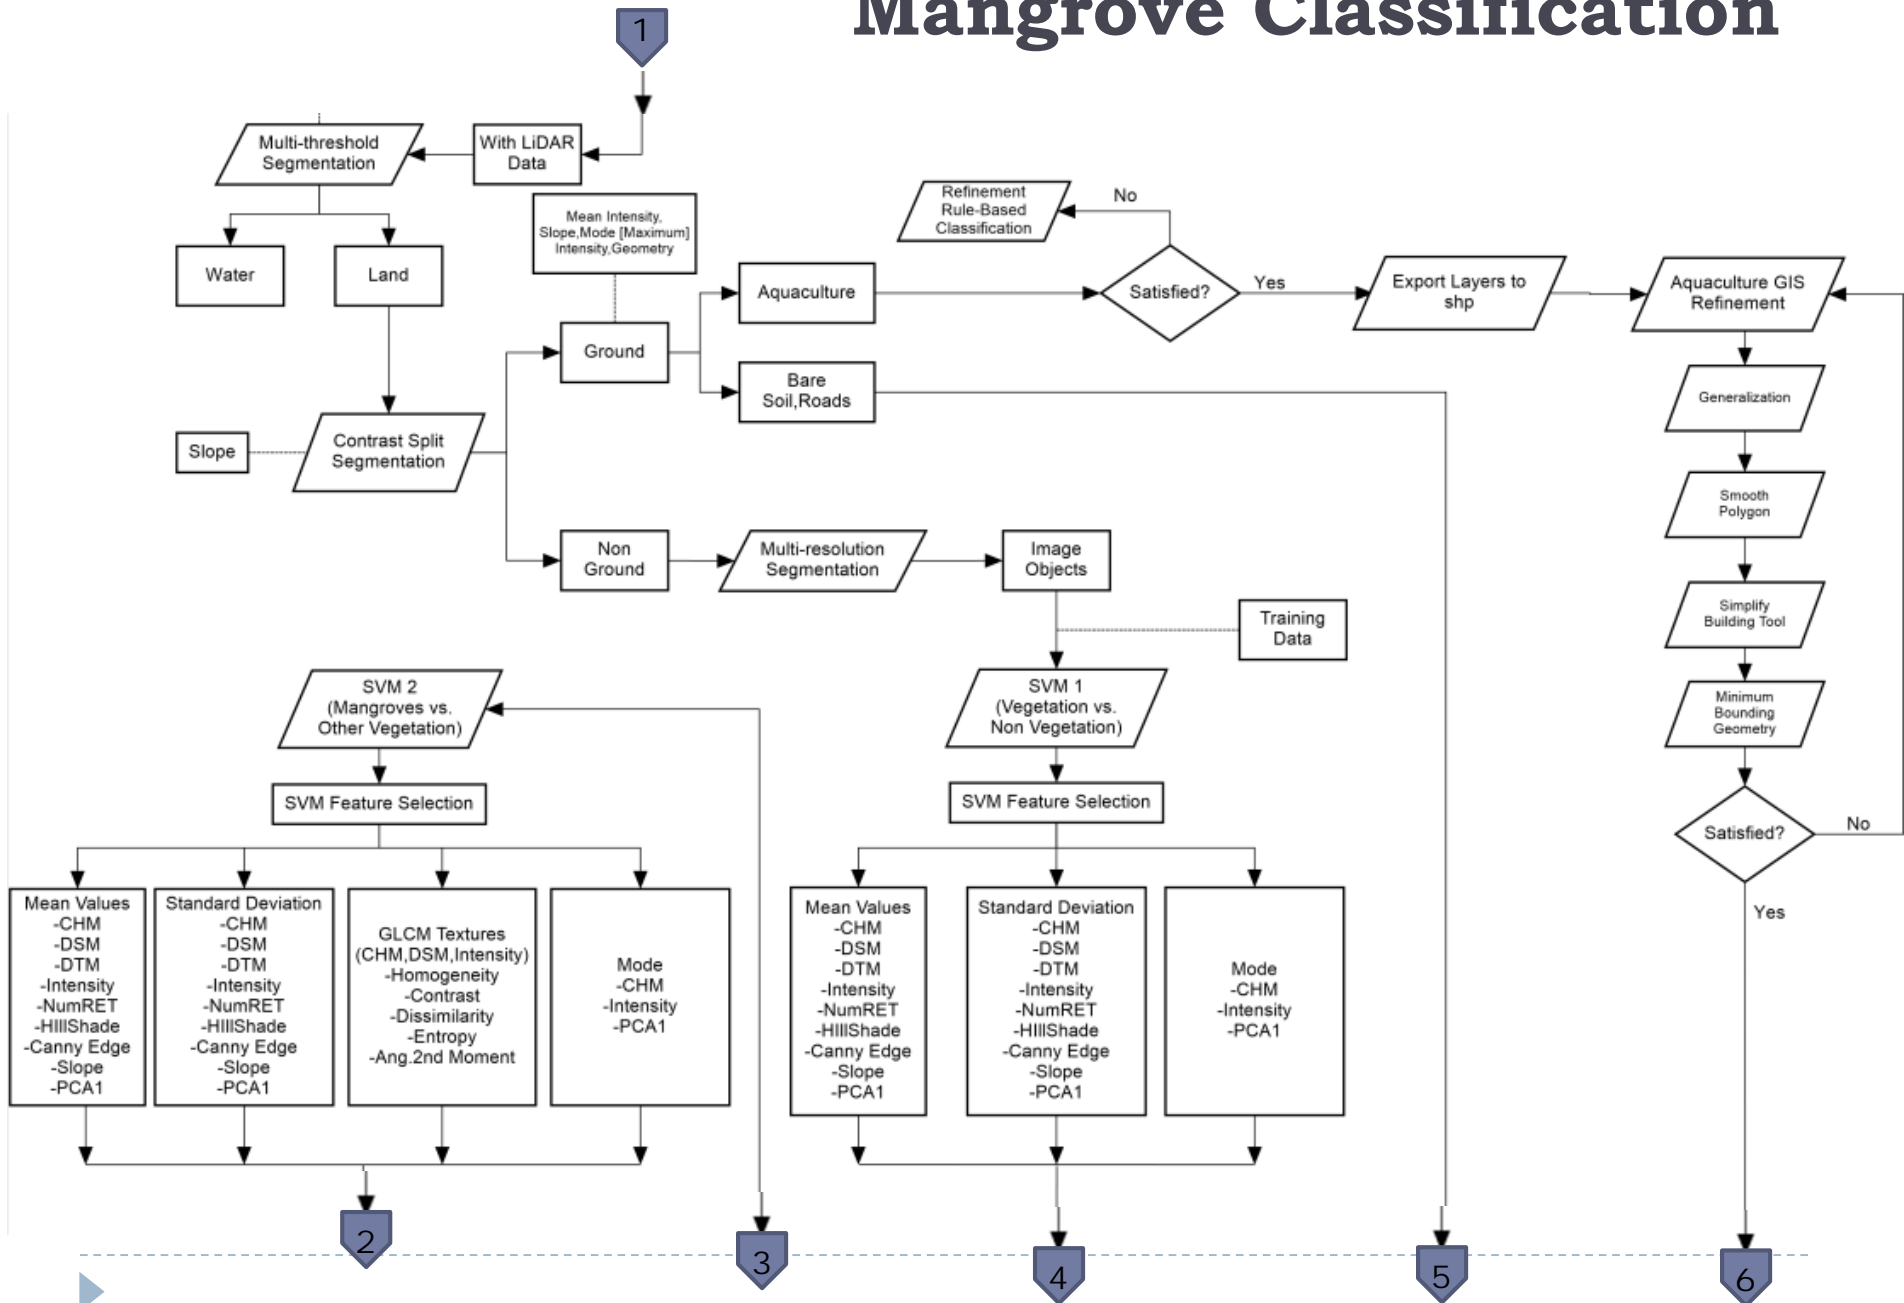 Mangrove Classification
1
Multi-threshold
Segmentation
With LiDAR
Data
Mean Intensity,
Slope,Mode [Maximum]
Intensity,Geometry
Refinement
Rule-Based
Classification
No
Water
Land
Aquaculture
Satisfied?
Yes
Export Layers to
shp
Aquaculture GIS
Refinement
Ground
Bare
Soil,Roads
Generalization
Slope
Contrast Split
Segmentation
Smooth
Polygon
Non
Ground
Multi-resolution
Segmentation
Image
Objects
Training
Data
Simplify
Building Tool
SVM 2
(Mangroves vs.
Other Vegetation)
SVM 1
(Vegetation vs.
Non Vegetation)
Minimum
Bounding
Geometry
SVM Feature Selection
SVM Feature Selection
Satisfied?
No
Yes
Mean Values
-CHM
-DSM
-DTM
-Intensity
-NumRET
-HIllShade
-Canny Edge
-Slope
-PCA1
Standard Deviation
-CHM
-DSM
-DTM
-Intensity
-NumRET
-HIllShade
-Canny Edge
-Slope
-PCA1
GLCM Textures
(CHM,DSM,Intensity)
-Homogeneity
-Contrast
-Dissimilarity
-Entropy
-Ang.2nd Moment
Mode
-CHM
-Intensity
-PCA1
Mean Values
-CHM
-DSM
-DTM
-Intensity
-NumRET
-HIllShade
-Canny Edge
-Slope
-PCA1
Standard Deviation
-CHM
-DSM
-DTM
-Intensity
-NumRET
-HIllShade
-Canny Edge
-Slope
-PCA1
Mode
-CHM
-Intensity
-PCA1
2
3
4
5
6